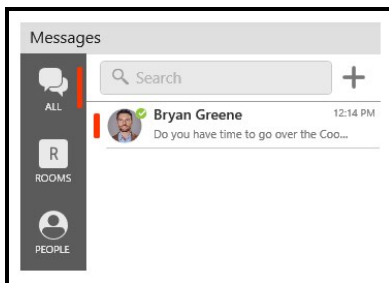 Messages
Search
ALL
Bryan Greene 12:14 PM
Do you have time to go over the Coo...
R
ROOMS
PEOPLE